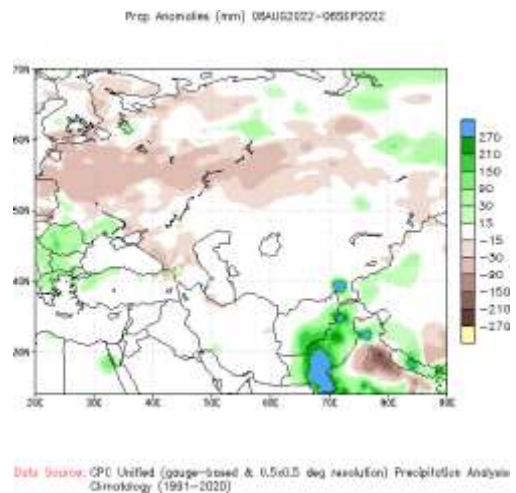 Prcp Anomalies (mm) 08AUG2022-06SEP2022
70N
60N
50N
40N
30N
20E
30E
40E
50E
60E
70E
80E
90E
270
210
150
90
30
15
-15
-30
-90
-150
-210
-270
Data Source: CPC Unified (gauge-based & 0.5x0.5 deg resolution) Precipitation Analysis
Climatology (1991-2020)